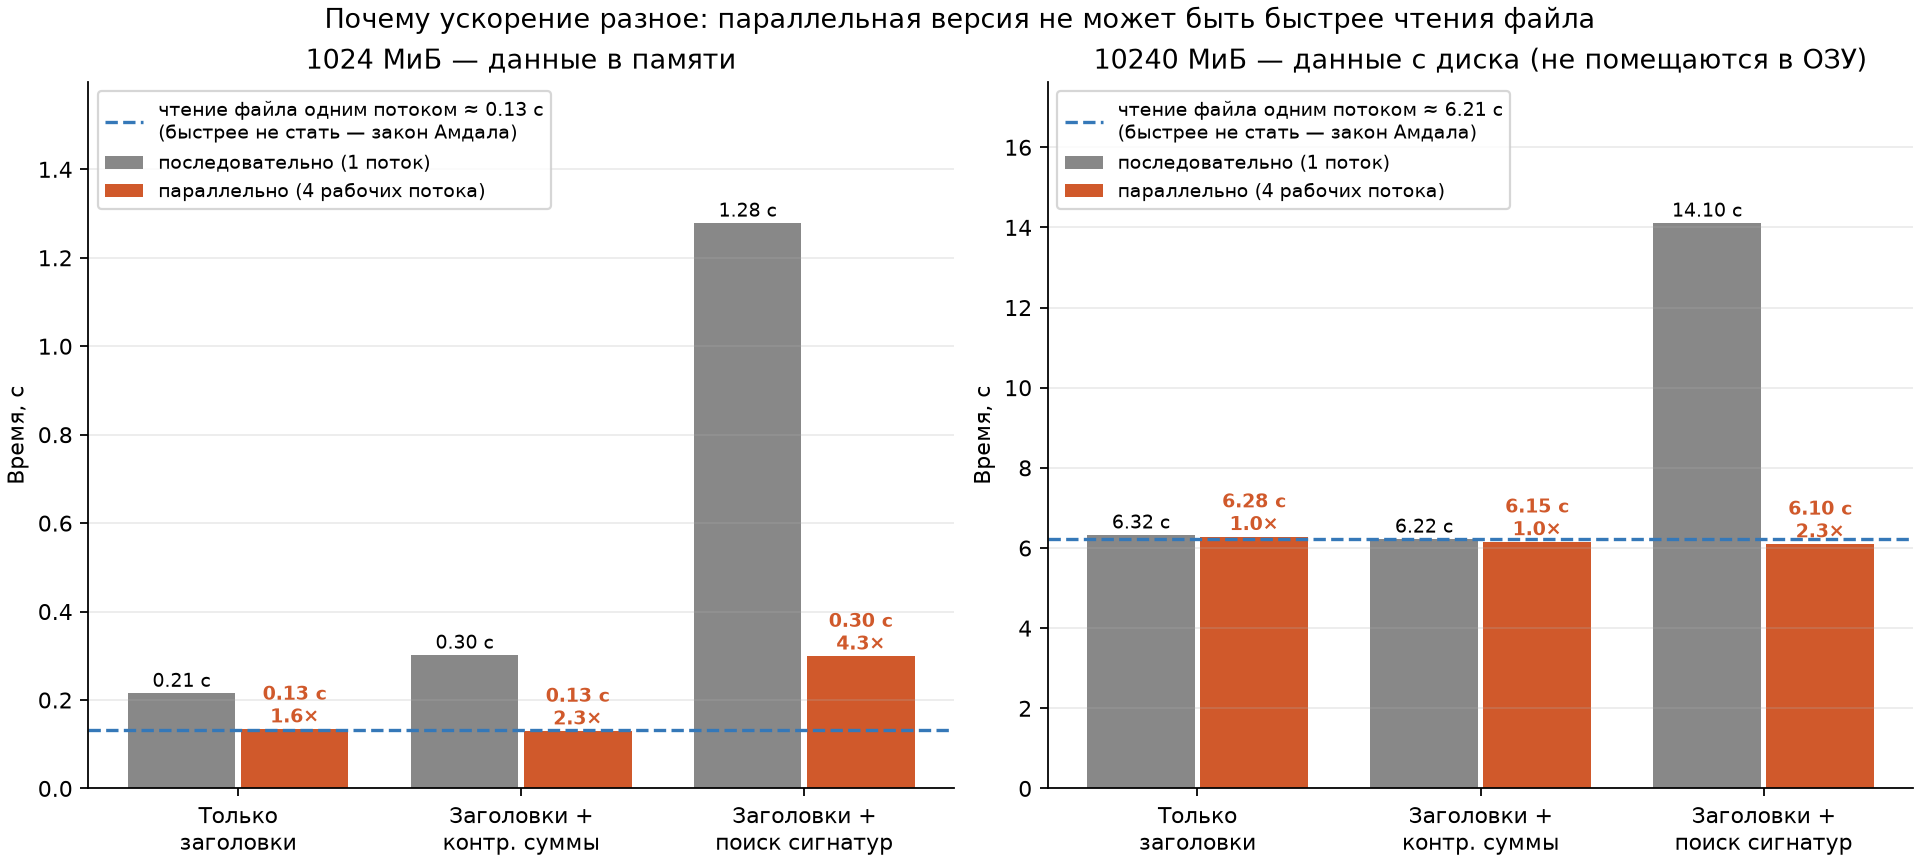 Почему ускорение разное: параллельная версия не может быть быстрее чтения файла
1024 МиБ — данные в памяти
чтение файла одним потоком ≈ 0.13 с
(быстрее не стать — закон Амдала)
последовательно (1 поток)
параллельно (4 рабочих потока)
Время, с
1.4
1.2
1.0
0.8
0.6
0.4
0.2
0.0
0.21 с
0.13 с
1.6×
0.30 с
0.13 с
2.3×
1.28 с
0.30 с
4.3×
Только
заголовки
Заголовки +
контр. суммы
Заголовки +
поиск сигнатур
10240 МиБ — данные с диска (не помещаются в ОЗУ)
чтение файла одним потоком ≈ 6.21 с
(быстрее не стать — закон Амдала)
последовательно (1 поток)
параллельно (4 рабочих потока)
Время, с
16
14
12
10
8
6
4
2
0
6.32 с
6.28 с
1.0×
6.22 с
6.15 с
1.0×
14.10 с
6.10 с
2.3×
Только
заголовки
Заголовки +
контр. суммы
Заголовки +
поиск сигнатур